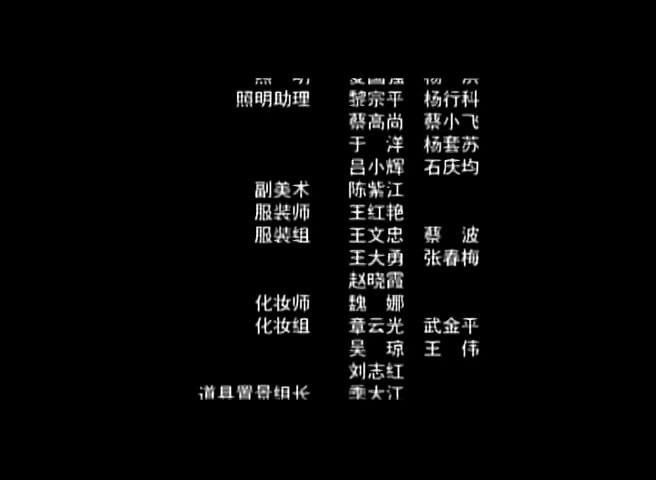 照明助理 黎宗平 杨行科
蔡高尚 蔡小飞
于 洋 杨套苏
吕小辉 石庆均
副美术 陈紫江
服装师 王红艳
服装组 王文忠 蔡 波
王大勇 张春梅
赵晓霞
化妆师 魏 娜
化妆组 章云光 武金平
吴 琼 王 伟
刘志红
道具置景组长 季大江